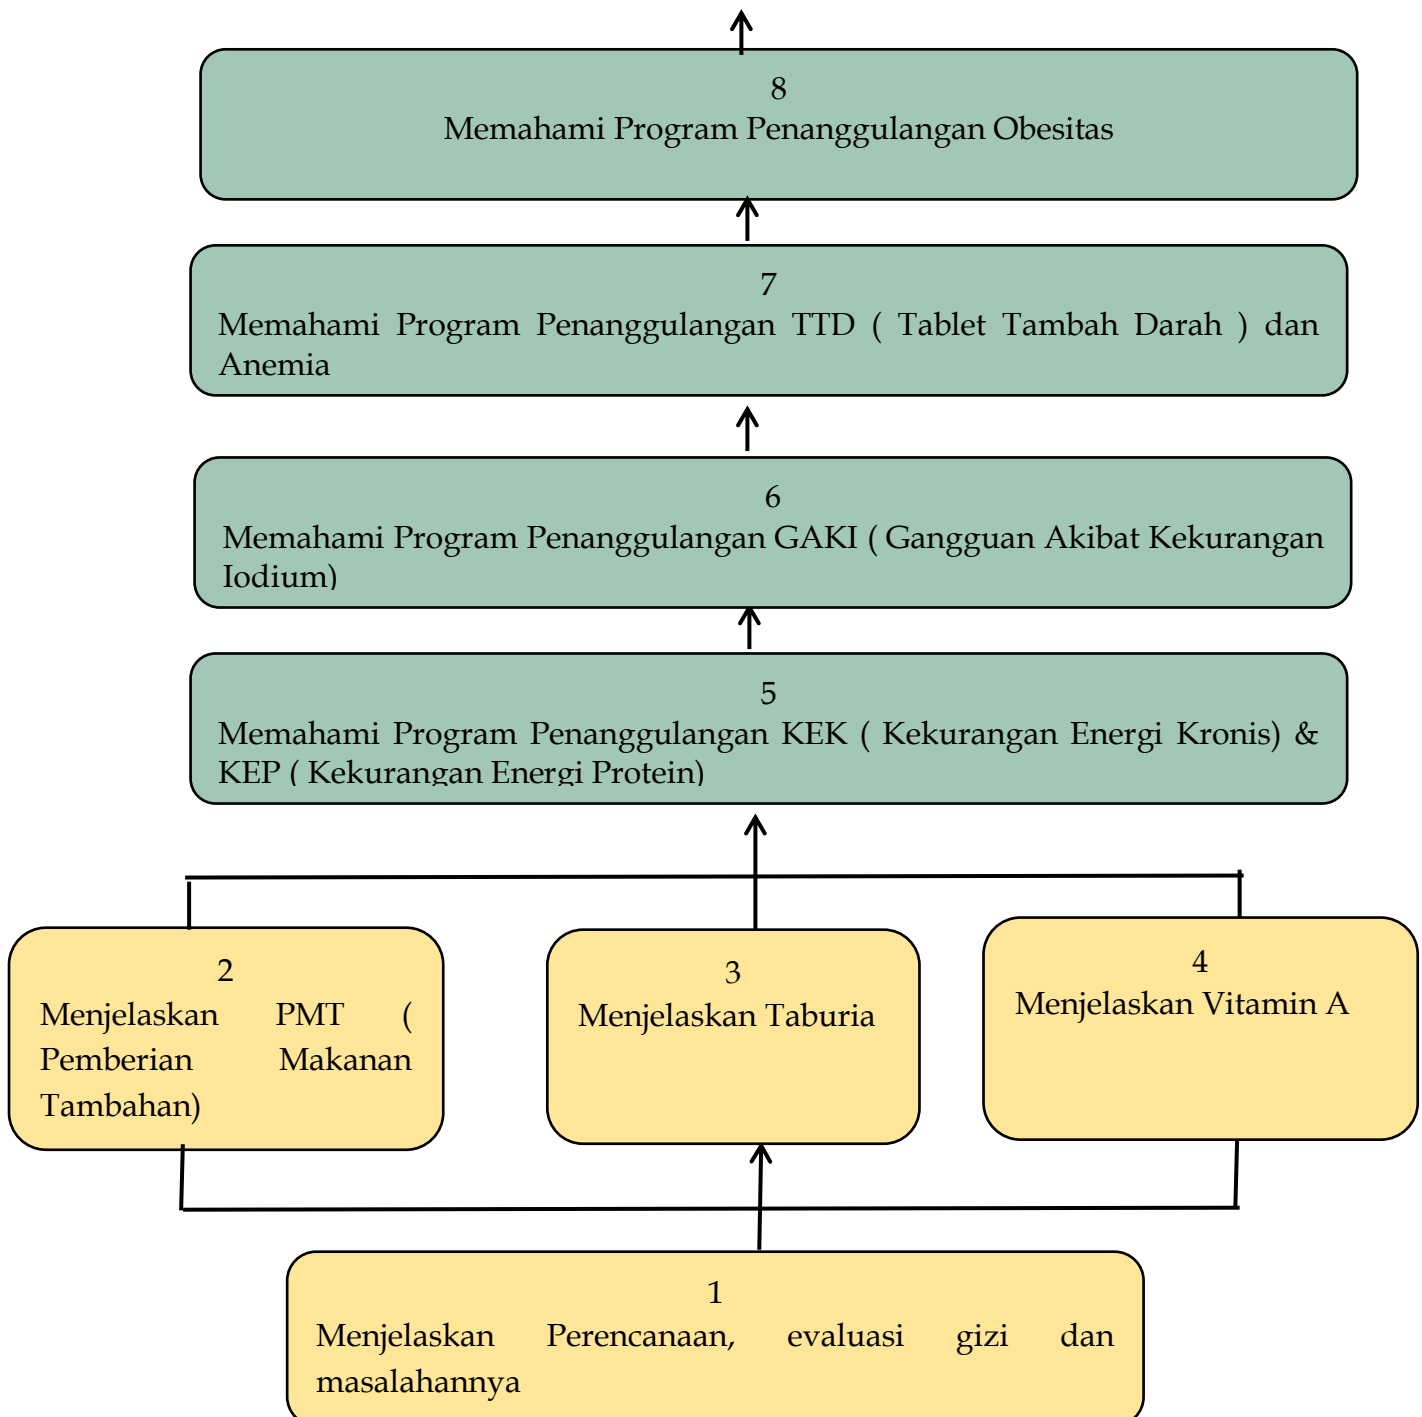 8
Memahami Program Penanggulangan Obesitas
7
Memahami Program Penanggulangan TTD ( Tablet Tambah Darah ) dan
Anemia
6
Memahami Program Penanggulangan GAKI ( Gangguan Akibat Kekurangan
Iodium)
5
Memahami Program Penanggulangan KEK ( Kekurangan Energi Kronis) &
KEP ( Kekurangan Energi Protein)
2
Menjelaskan PMT (
Pemberian Makanan
Tambahan)
3
Menjelaskan Taburia
4
Menjelaskan Vitamin A
1
Menjelaskan Perencanaan, evaluasi gizi dan
masalahannya